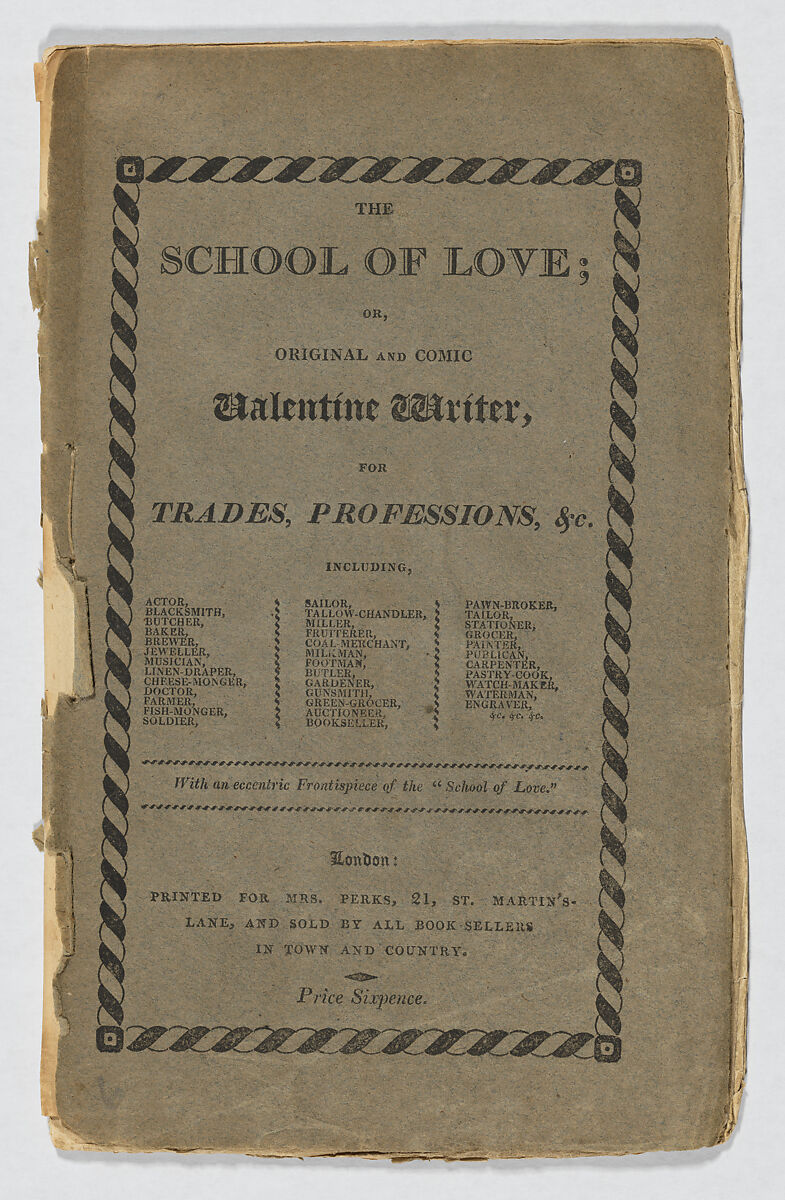 THE
SCHOOL OF LOVE;
OR,
ORIGINAL AND COMIC
Valentine Writer,
FOR
TRADES, PROFESSIONS, &c.
INCLUDING,
ACTOR,
BLACKSMITH,
BUTCHER,
BAKER,
BREWER,
JEWELLER,
MUSICIAN,
LINEN-DRAPER,
CHEESE-MONGER,
DOCTOR,
FARMER,
FISH-MONGER,
SOLDIER,
SAILOR,
TALLOW-CHANDLER,
MILLER,
FRUITERER,
COAL-MERCHANT,
MILKMAN,
FOOTMAN,
BUTLER,
GARDENER,
GUNSMITH,
GREEN-GROCER,
AUCTIONEER,
BOOKSELLER,
PAWN-BROKER,
TAILOR,
STATIONER,
GROCER,
PAINTER,
PUBLICAN,
CARPENTER,
PASTRY-COOK,
WATCH-MAKER,
WATERMAN,
ENGRAVER,
&c. &c. &c.
With an eccentric Frontispiece of the "School of Love."
London:
PRINTED FOR MRS. PERKS, 21, ST. MARTIN'S-
LANE, AND SOLD BY ALL BOOK-SELLERS
IN TOWN AND COUNTRY.
Price Sixpence.